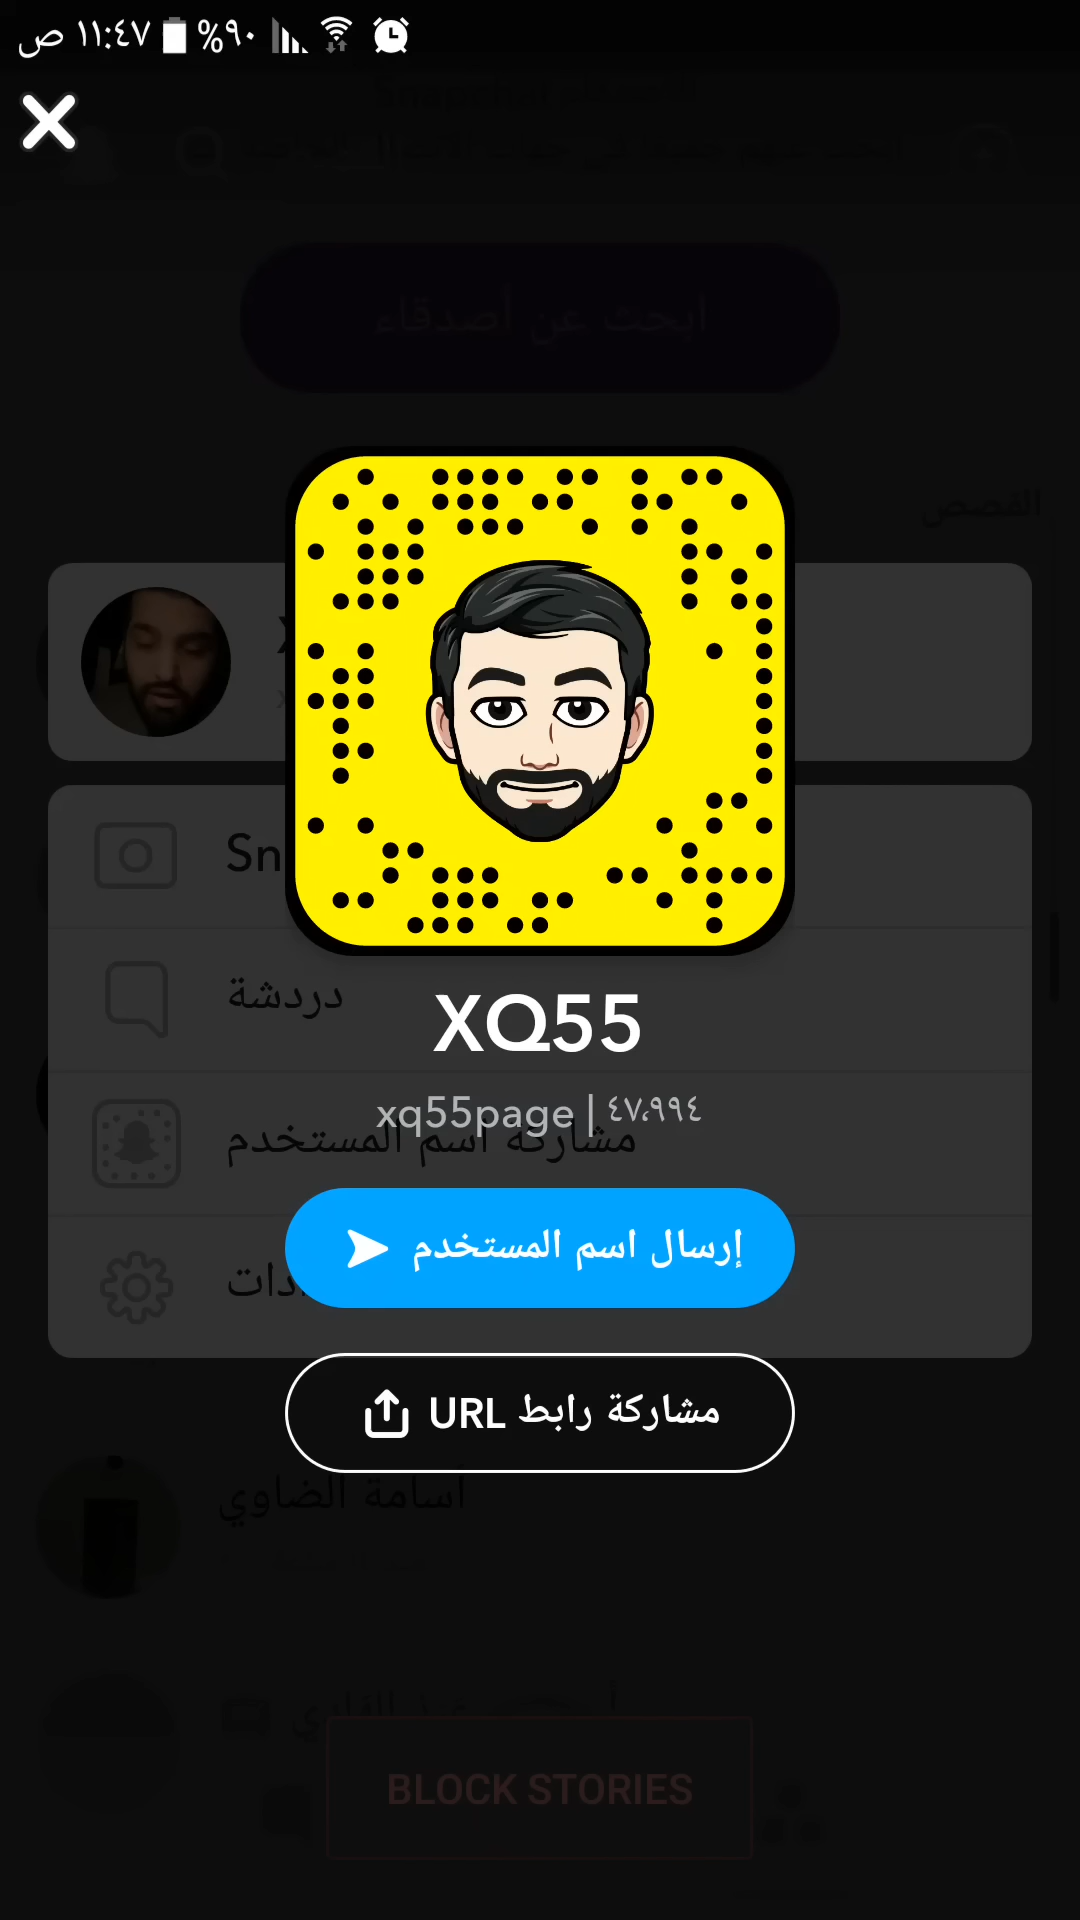 ١١:٤٧ ص %٩٠
ابحث عن أصدقاء
القصص
Sn
دردشة
XQ55
xq55page | ٤٧،٩٩٤
مشاركة اسم المستخدم
إرسال اسم المستخدم
مشاركة رابط URL
أسامة الضاوي
BLOCK STORIES